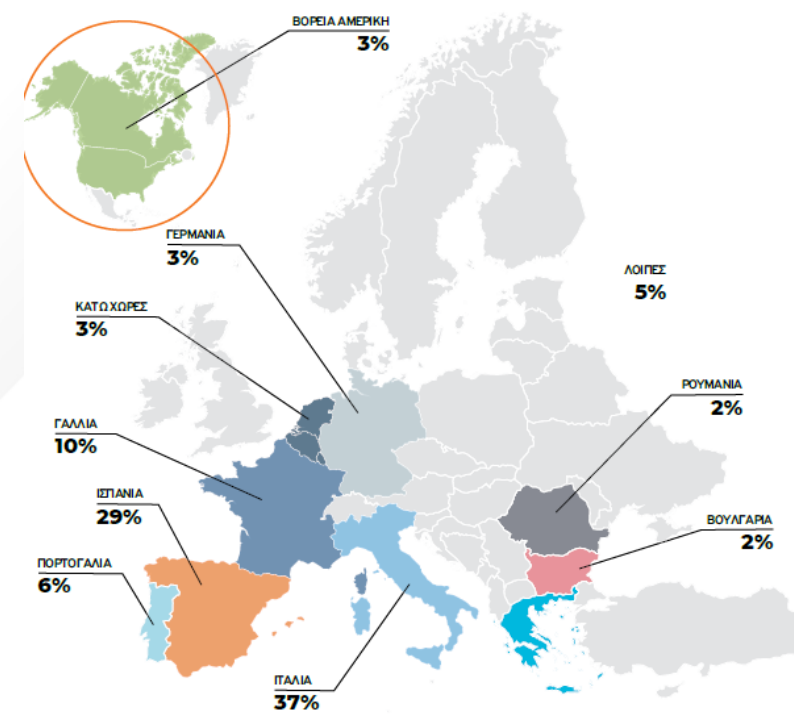 ΒΟΡΕΙΑ ΑΜΕΡΙΚΗ
3%
ΓΕΡΜΑΝΙΑ
3%
ΛΟΙΠΕΣ
5%
ΚΑΤΩ ΧΩΡΕΣ
3%
ΡΟΥΜΑΝΙΑ
2%
ΓΑΛΛΙΑ
10%
ΙΣΠΑΝΙΑ
29%
ΒΟΥΛΓΑΡΙΑ
2%
ΠΟΡΤΟΓΑΛΙΑ
6%
ΙΤΑΛΙΑ
37%